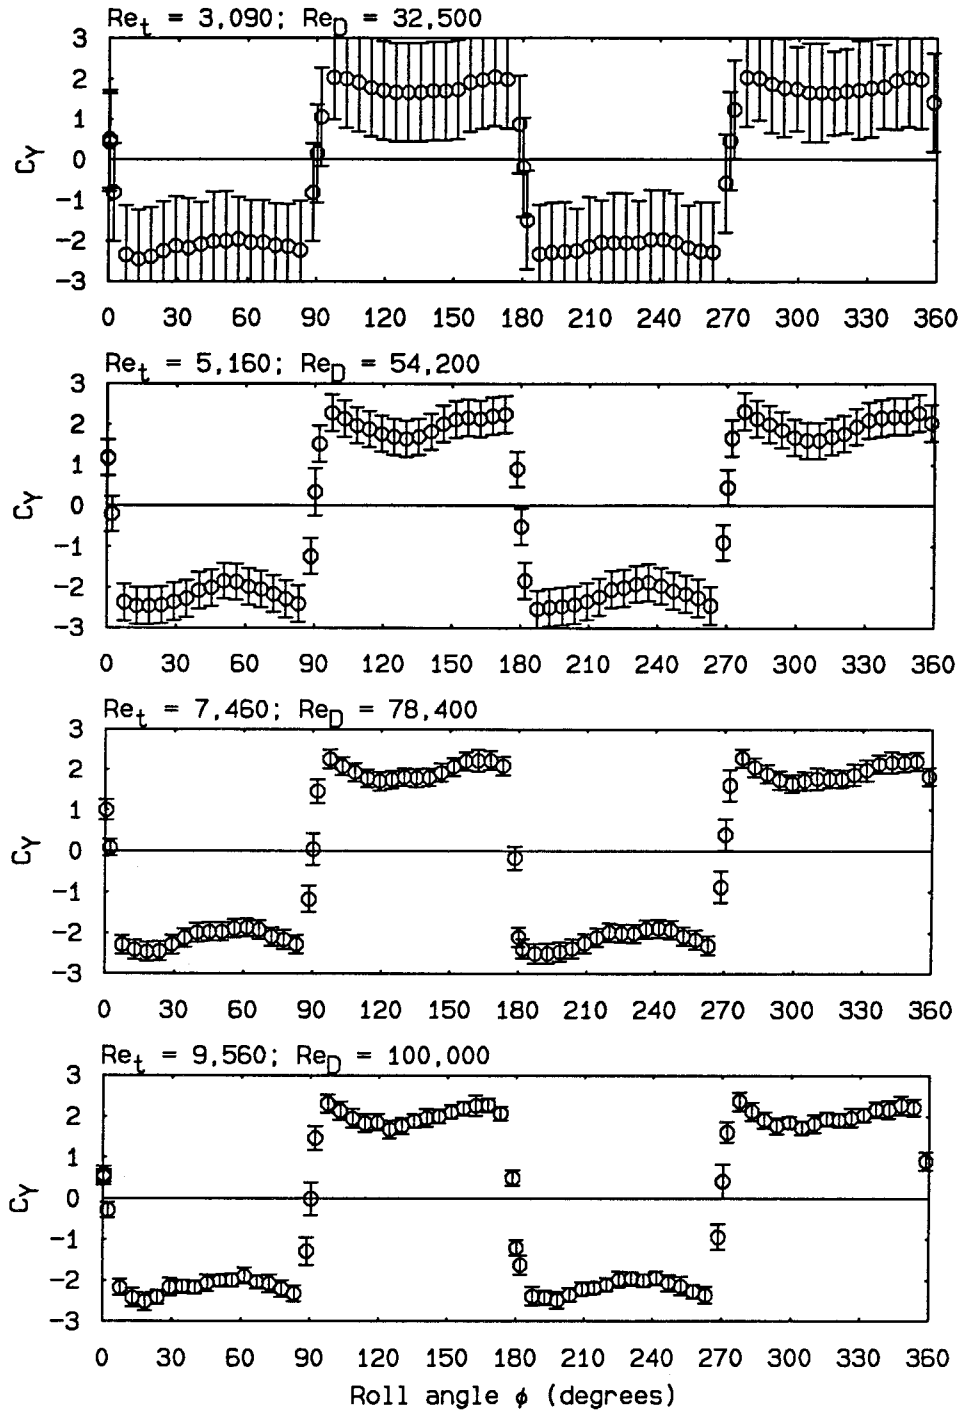 Re_t = 3,090; Re_D = 32,500
3
2
1
0
-1
-2
-3
C_Y
0 30 60 90 120 150 180 210 240 270 300 330 360
Re_t = 5,160; Re_D = 54,200
3
2
1
0
-1
-2
-3
C_Y
0 30 60 90 120 150 180 210 240 270 300 330 360
Re_t = 7,460; Re_D = 78,400
3
2
1
0
-1
-2
-3
C_Y
0 30 60 90 120 150 180 210 240 270 300 330 360
Re_t = 9,560; Re_D = 100,000
3
2
1
0
-1
-2
-3
C_Y
0 30 60 90 120 150 180 210 240 270 300 330 360
Roll angle ϕ (degrees)